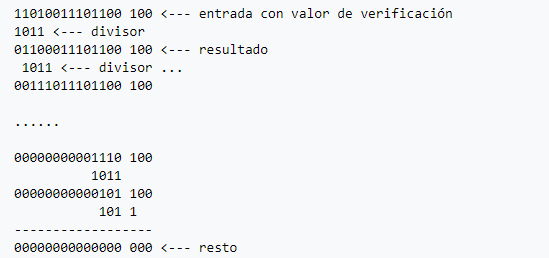 11010011101100 100 <--- entrada con valor de verificación
1011 <--- divisor
01100011101100 100 <--- resultado
 1011 <--- divisor ...
00111011101100 100

......

00000000001110 100
          1011
00000000000101 100
           101 1
------------------
00000000000000 000 <--- resto